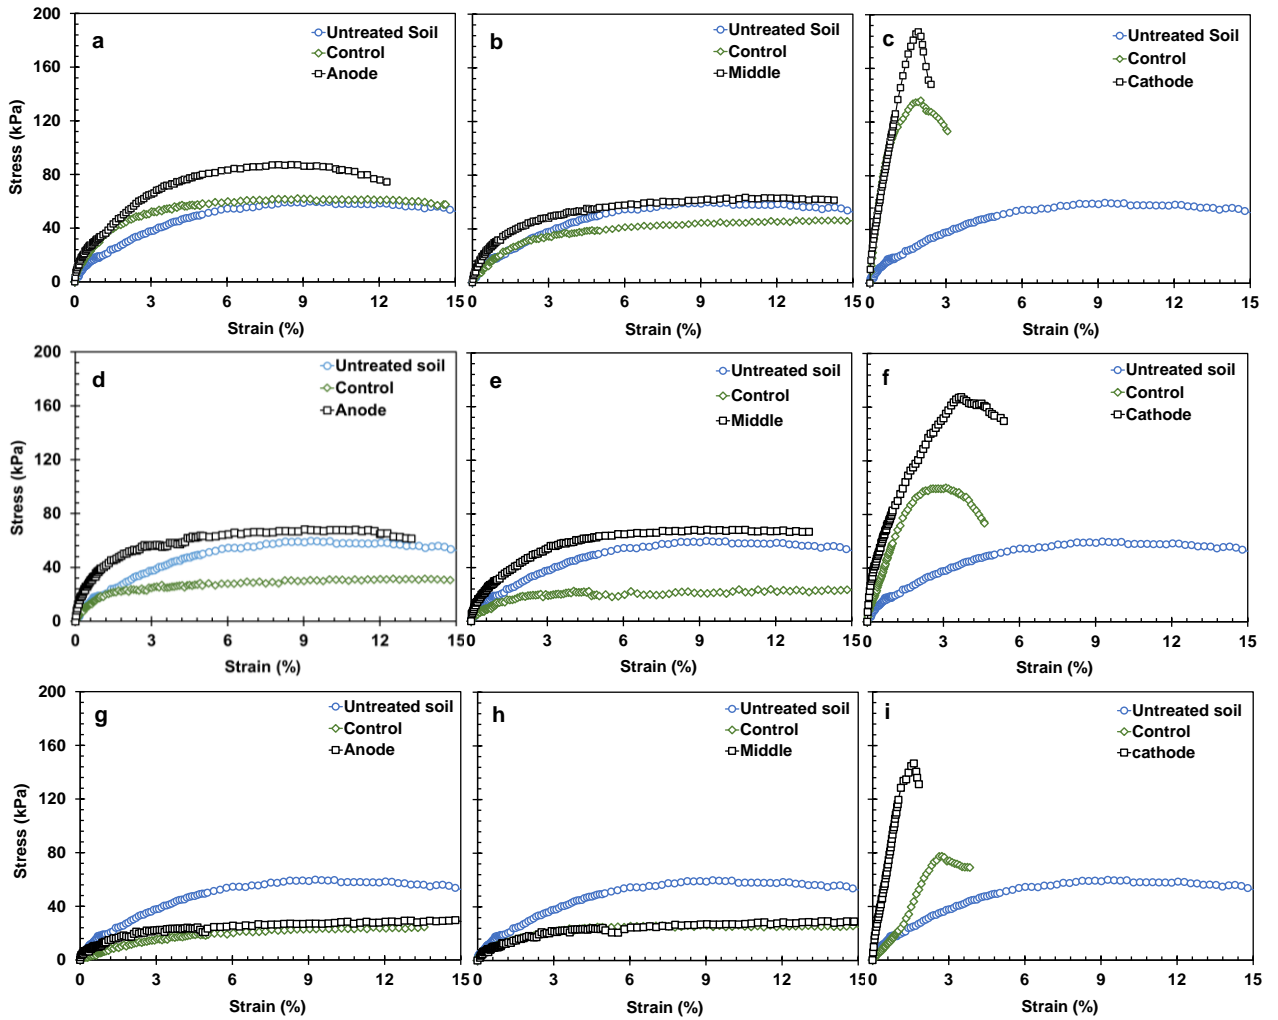 a
Untreated Soil
Control
Anode
200
160
120
80
40
0
Stress (kPa)
0 3 6 9 12 15
Strain (%)
b
Untreated Soil
Control
Middle
0 3 6 9 12 15
Strain (%)
c
Untreated Soil
Control
Cathode
0 3 6 9 12 15
Strain (%)
d
Untreated soil
Control
Anode
200
160
120
80
40
0
Stress (kPa)
0 3 6 9 12 15
Strain (%)
e
Untreated soil
Control
Middle
0 3 6 9 12 15
Strain (%)
f
Untreated soil
Control
Cathode
0 3 6 9 12 15
Strain (%)
g
Untreated soil
Control
Anode
200
160
120
80
40
0
Stress (kPa)
0 3 6 9 12 15
Strain (%)
h
Untreated soil
Control
Middle
0 3 6 9 12 15
Strain (%)
i
Untreated soil
Control
cathode
0 3 6 9 12 15
Strain (%)